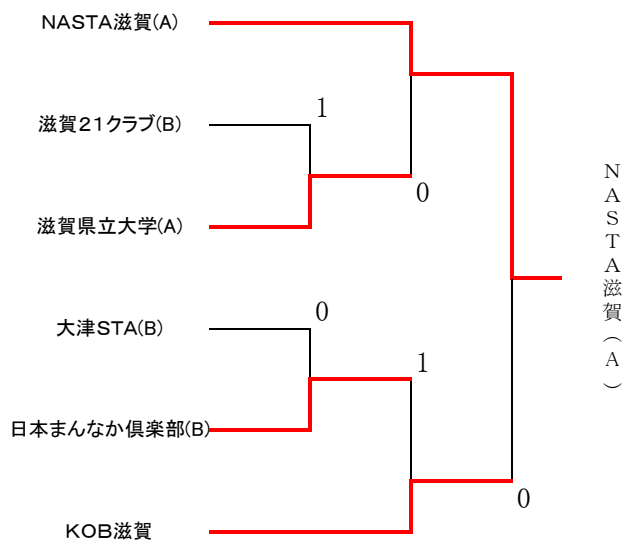 NASTA滋賀(A)
滋賀21クラブ(B)
1
滋賀県立大学(A)
0
大津STA(B)
0
日本まんなか倶楽部(B)
1
KOB滋賀
0
NASTA滋賀(A)